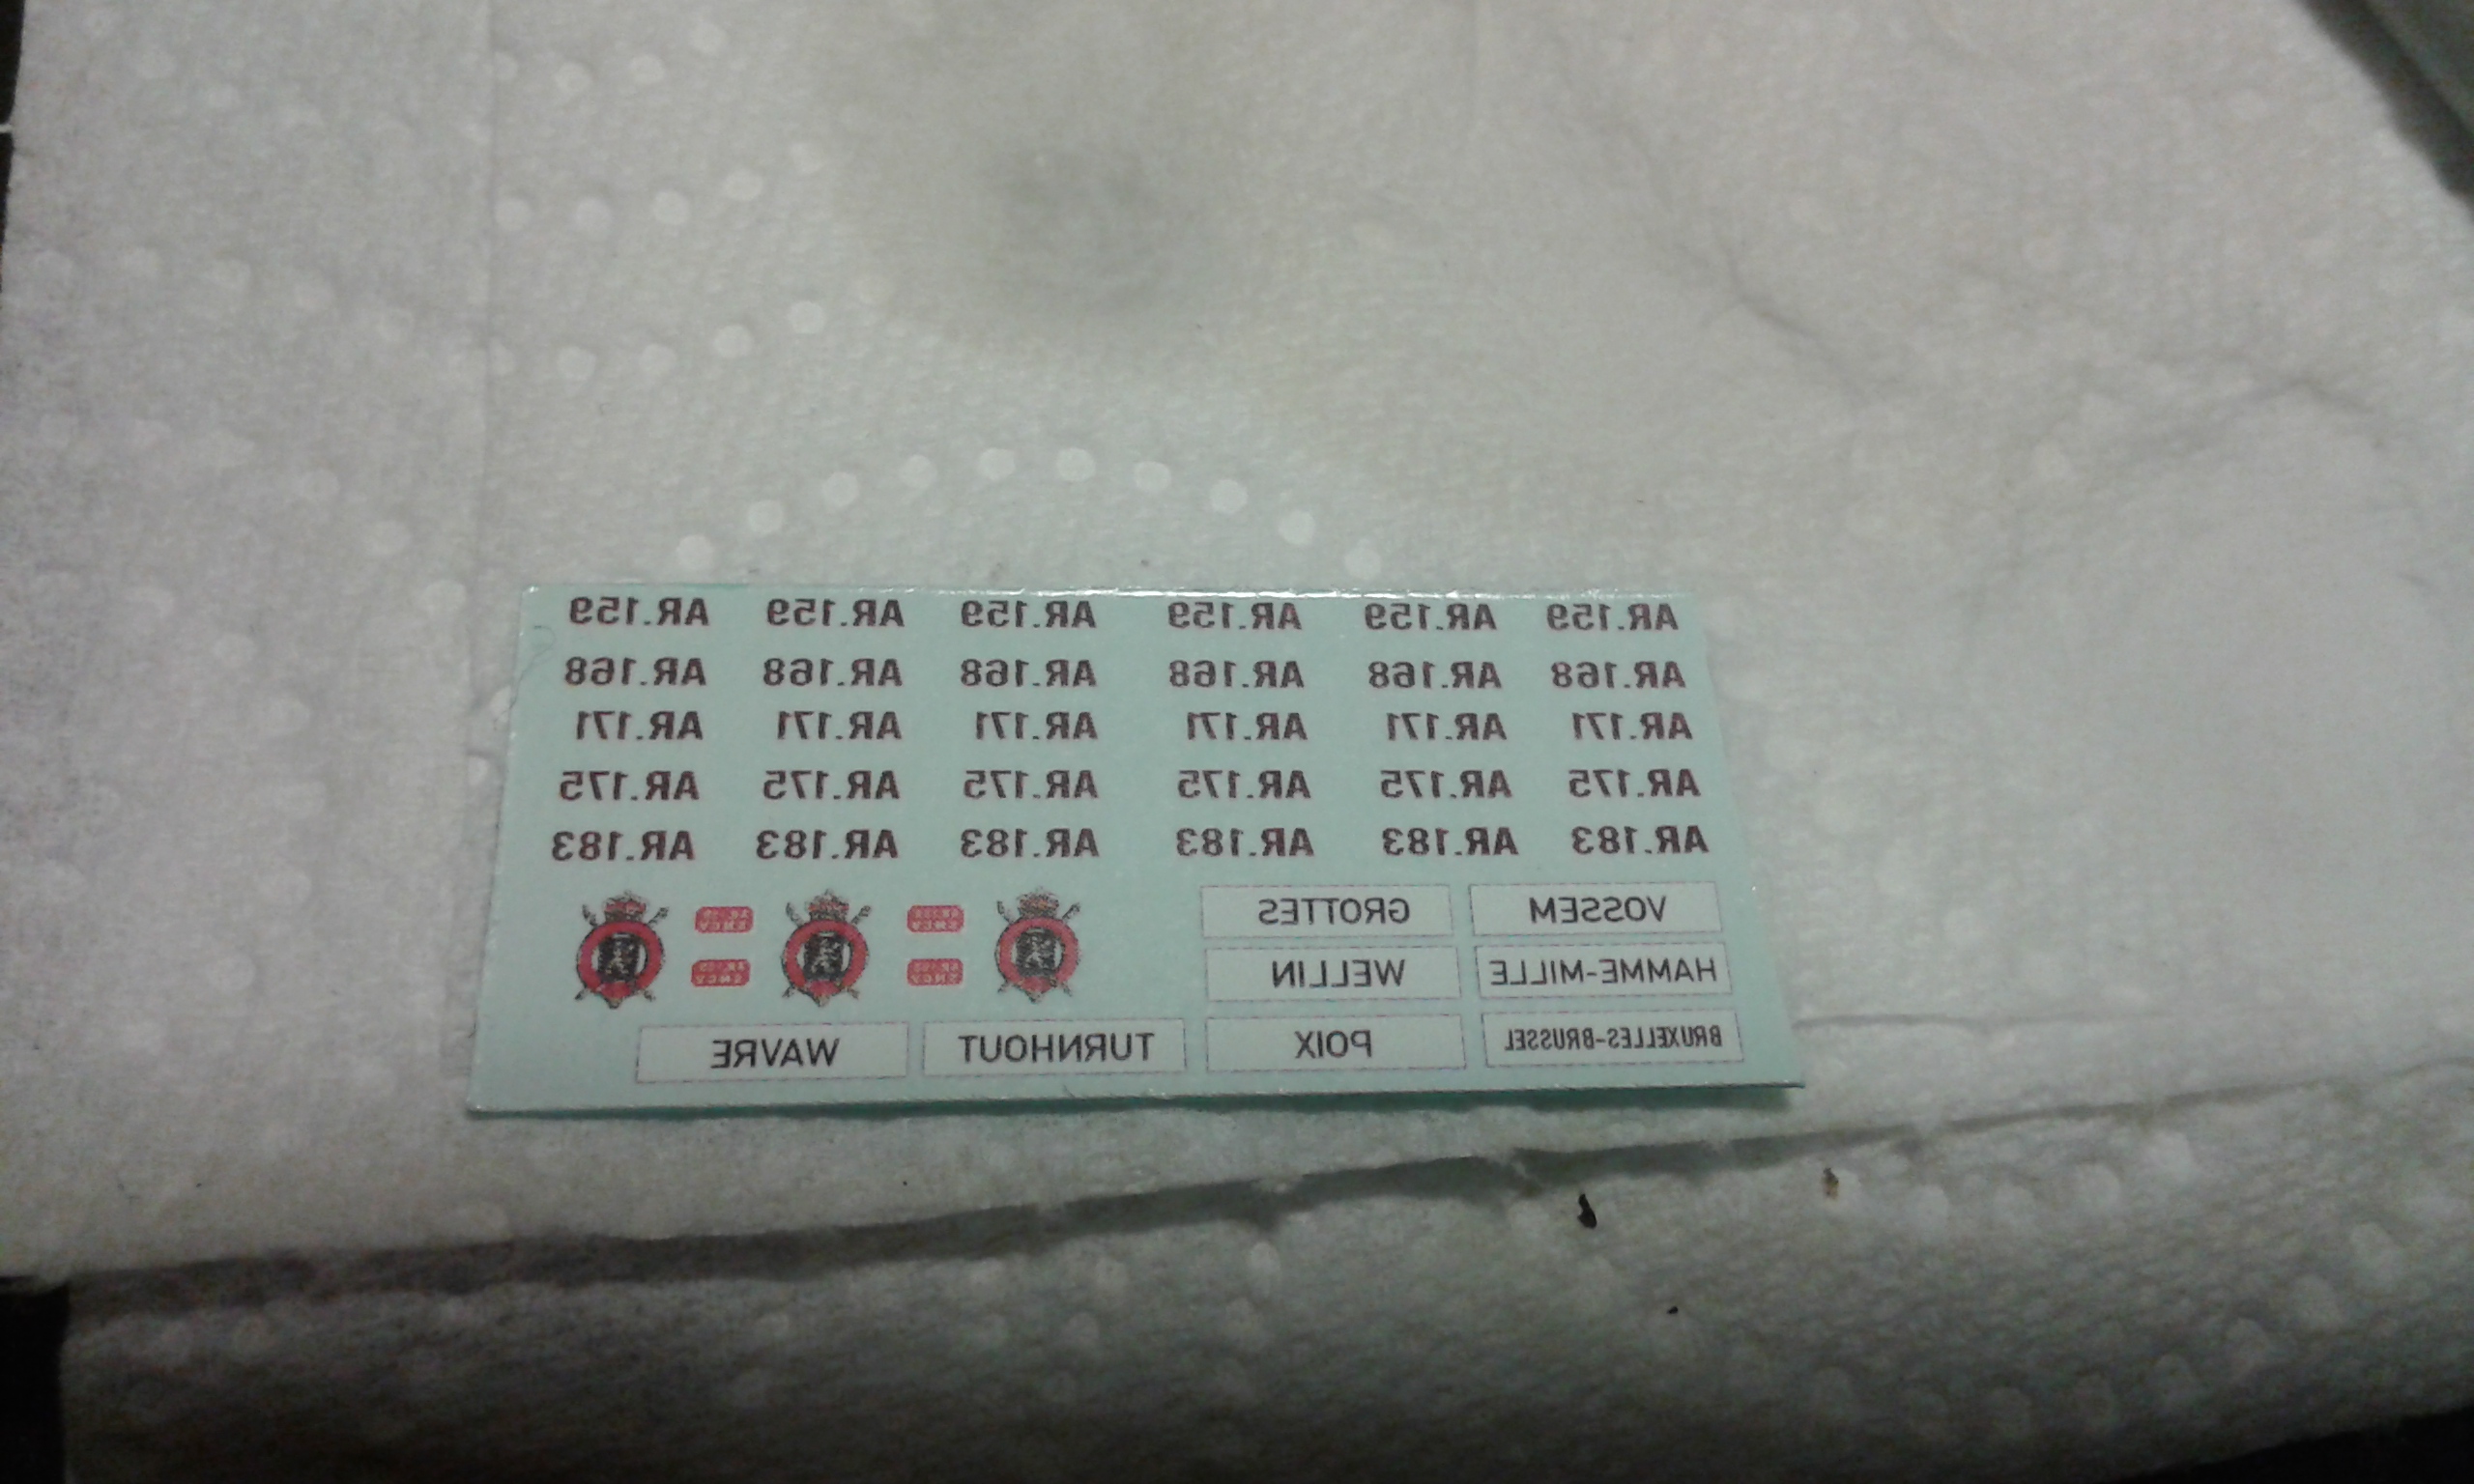 AR.159 AR.159 AR.159 AR.159 AR.159 AR.159
AR.168 AR.168 AR.168 AR.168 AR.168 AR.168
AR.171 AR.171 AR.171 AR.171 AR.171 AR.171
AR.175 AR.175 AR.175 AR.175 AR.175 AR.175
AR.183 AR.183 AR.183 AR.183 AR.183 AR.183
VOSSEM GROTTES
HAMME-MILLE WELLIN
BRUXELLES-BRUSSEL POIX TURNHOUT WAVRE